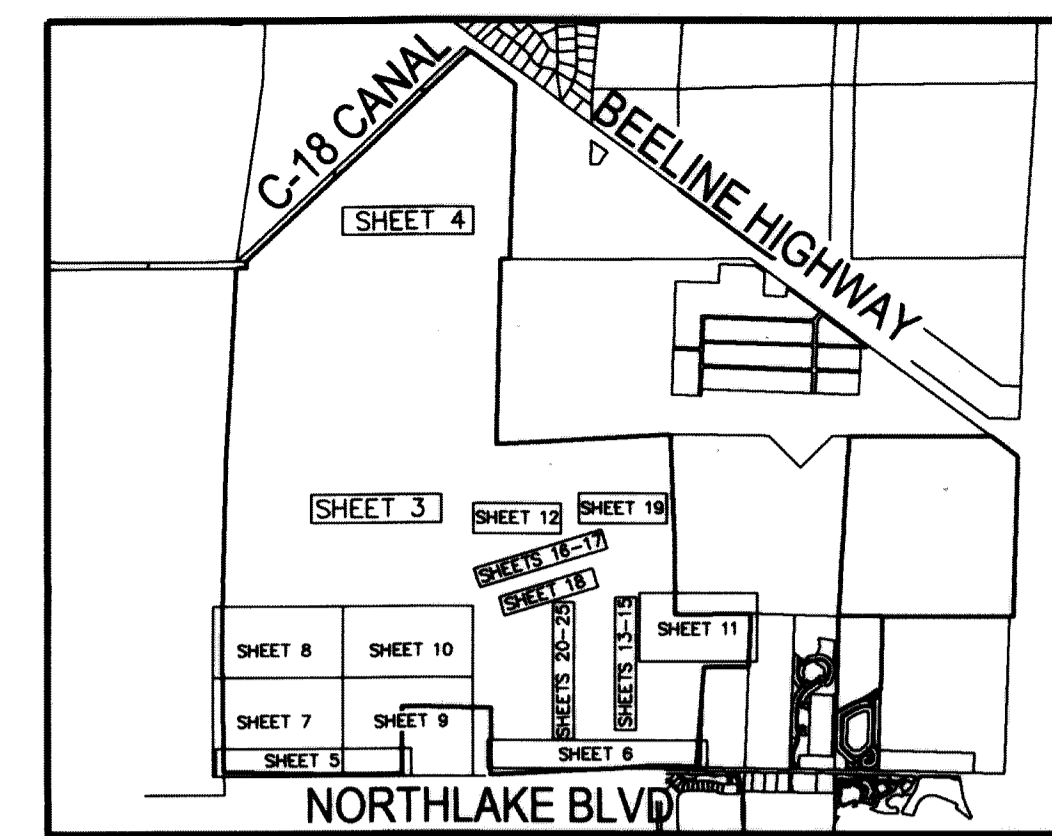 C-18 CANAL
BEELINE HIGHWAY
SHEET 4
SHEET 3
SHEET 12
SHEET 19
SHEETS 16-17
SHEET 18
SHEETS 20-25
SHEETS 13-15
SHEET 11
SHEET 8
SHEET 10
SHEET 7
SHEET 9
SHEET 5
SHEET 6
NORTHLAKE BLVD